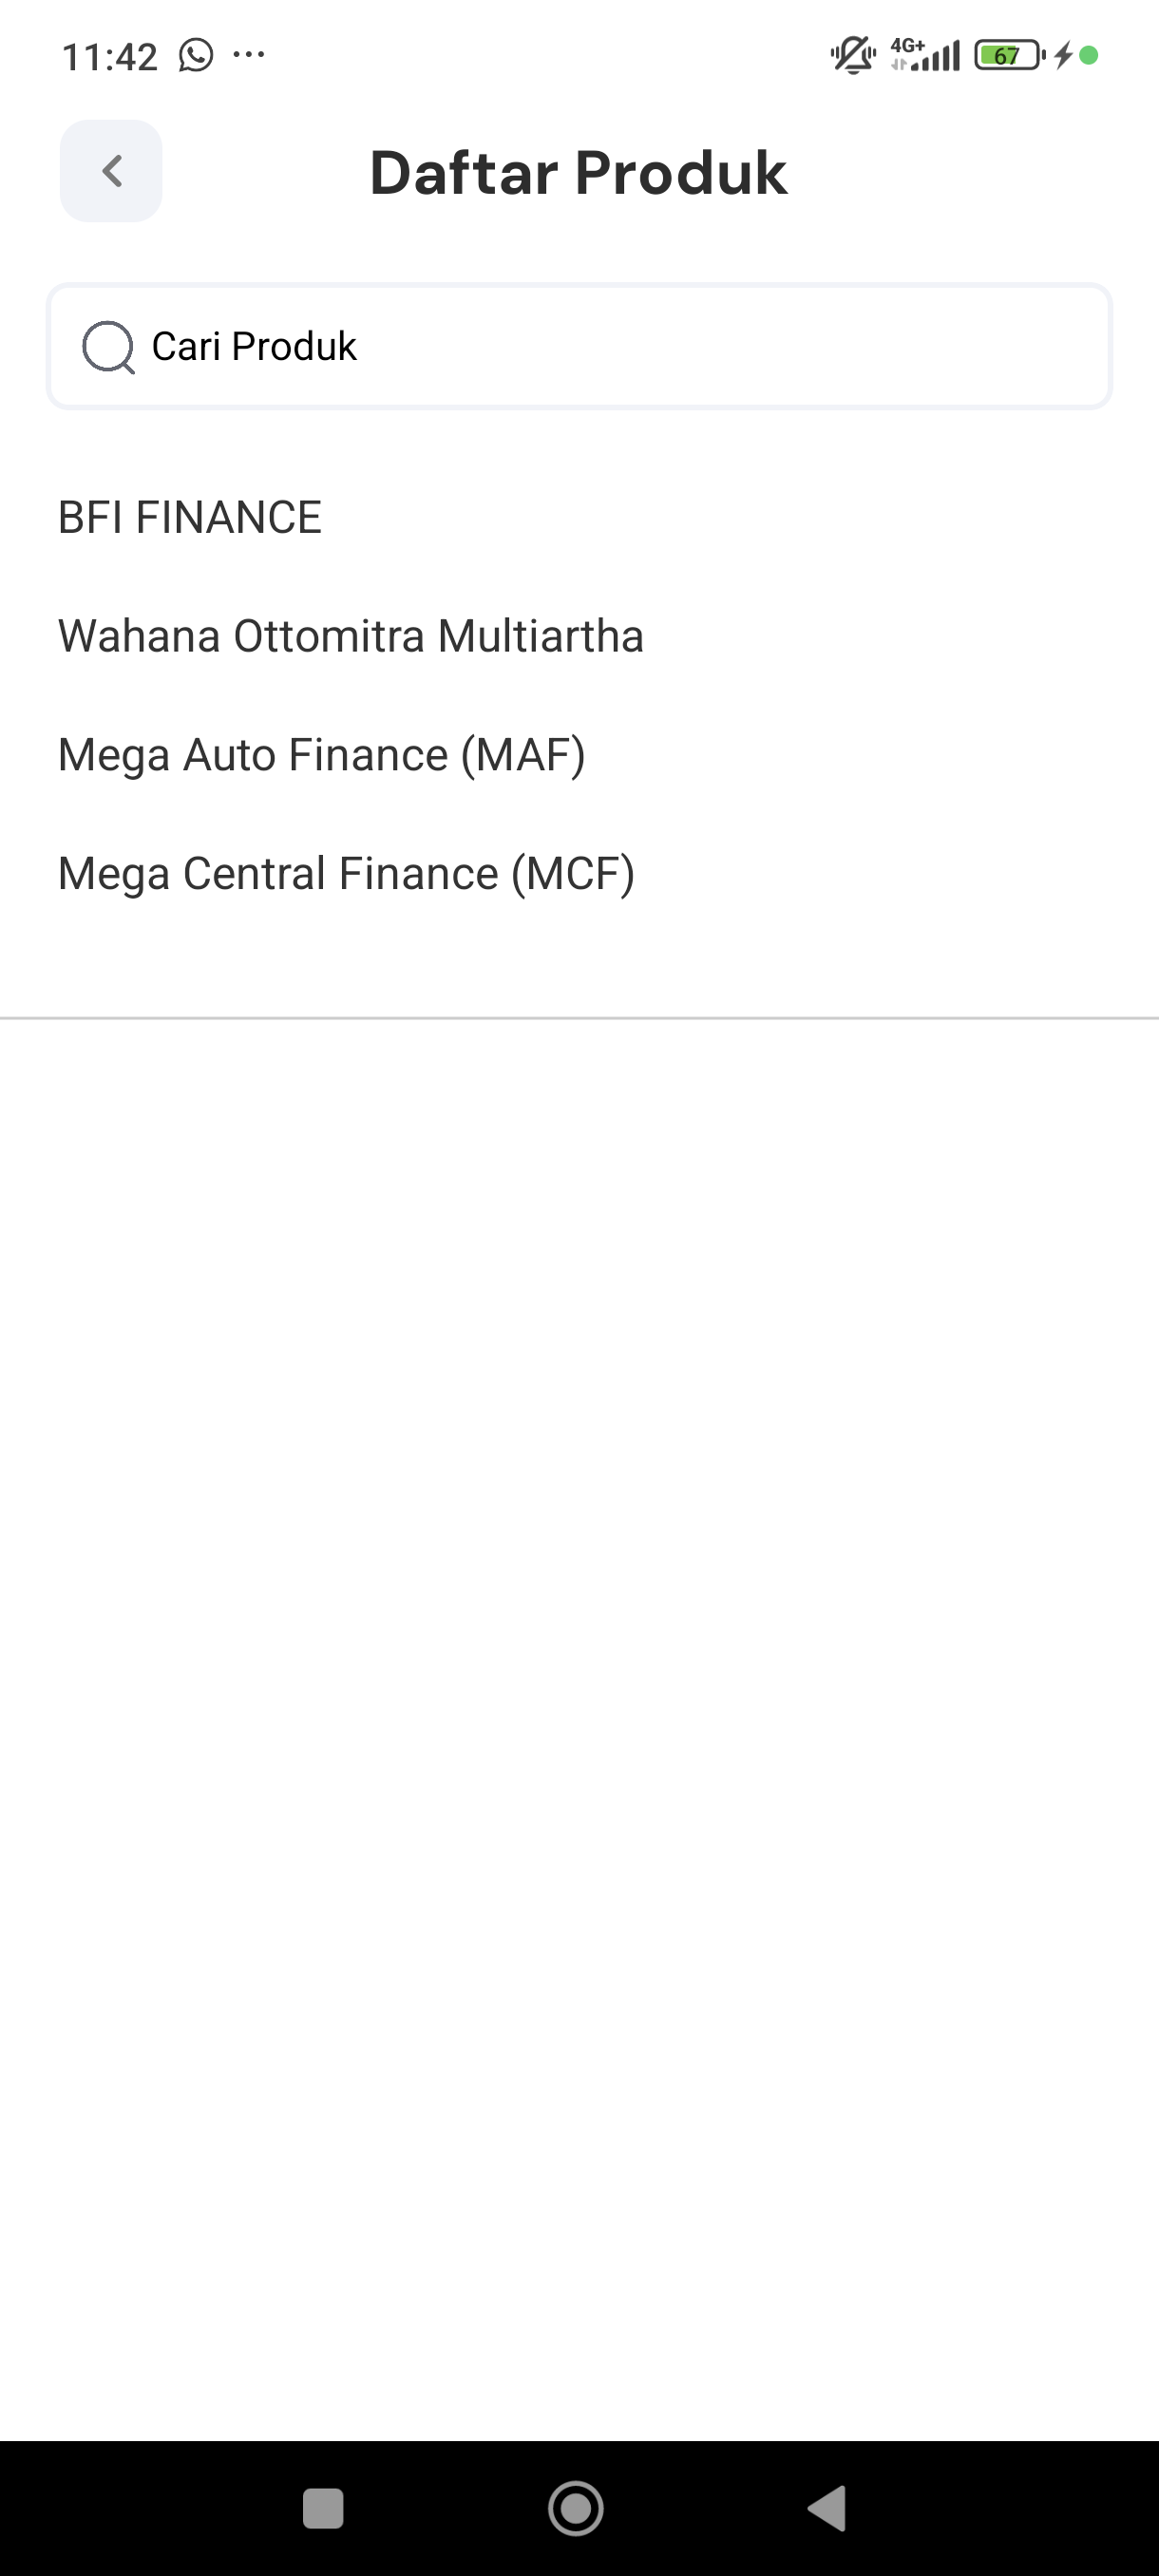 11:42
4G+
67
Daftar Produk
Cari Produk
BFI FINANCE
Wahana Ottomitra Multiartha
Mega Auto Finance (MAF)
Mega Central Finance (MCF)